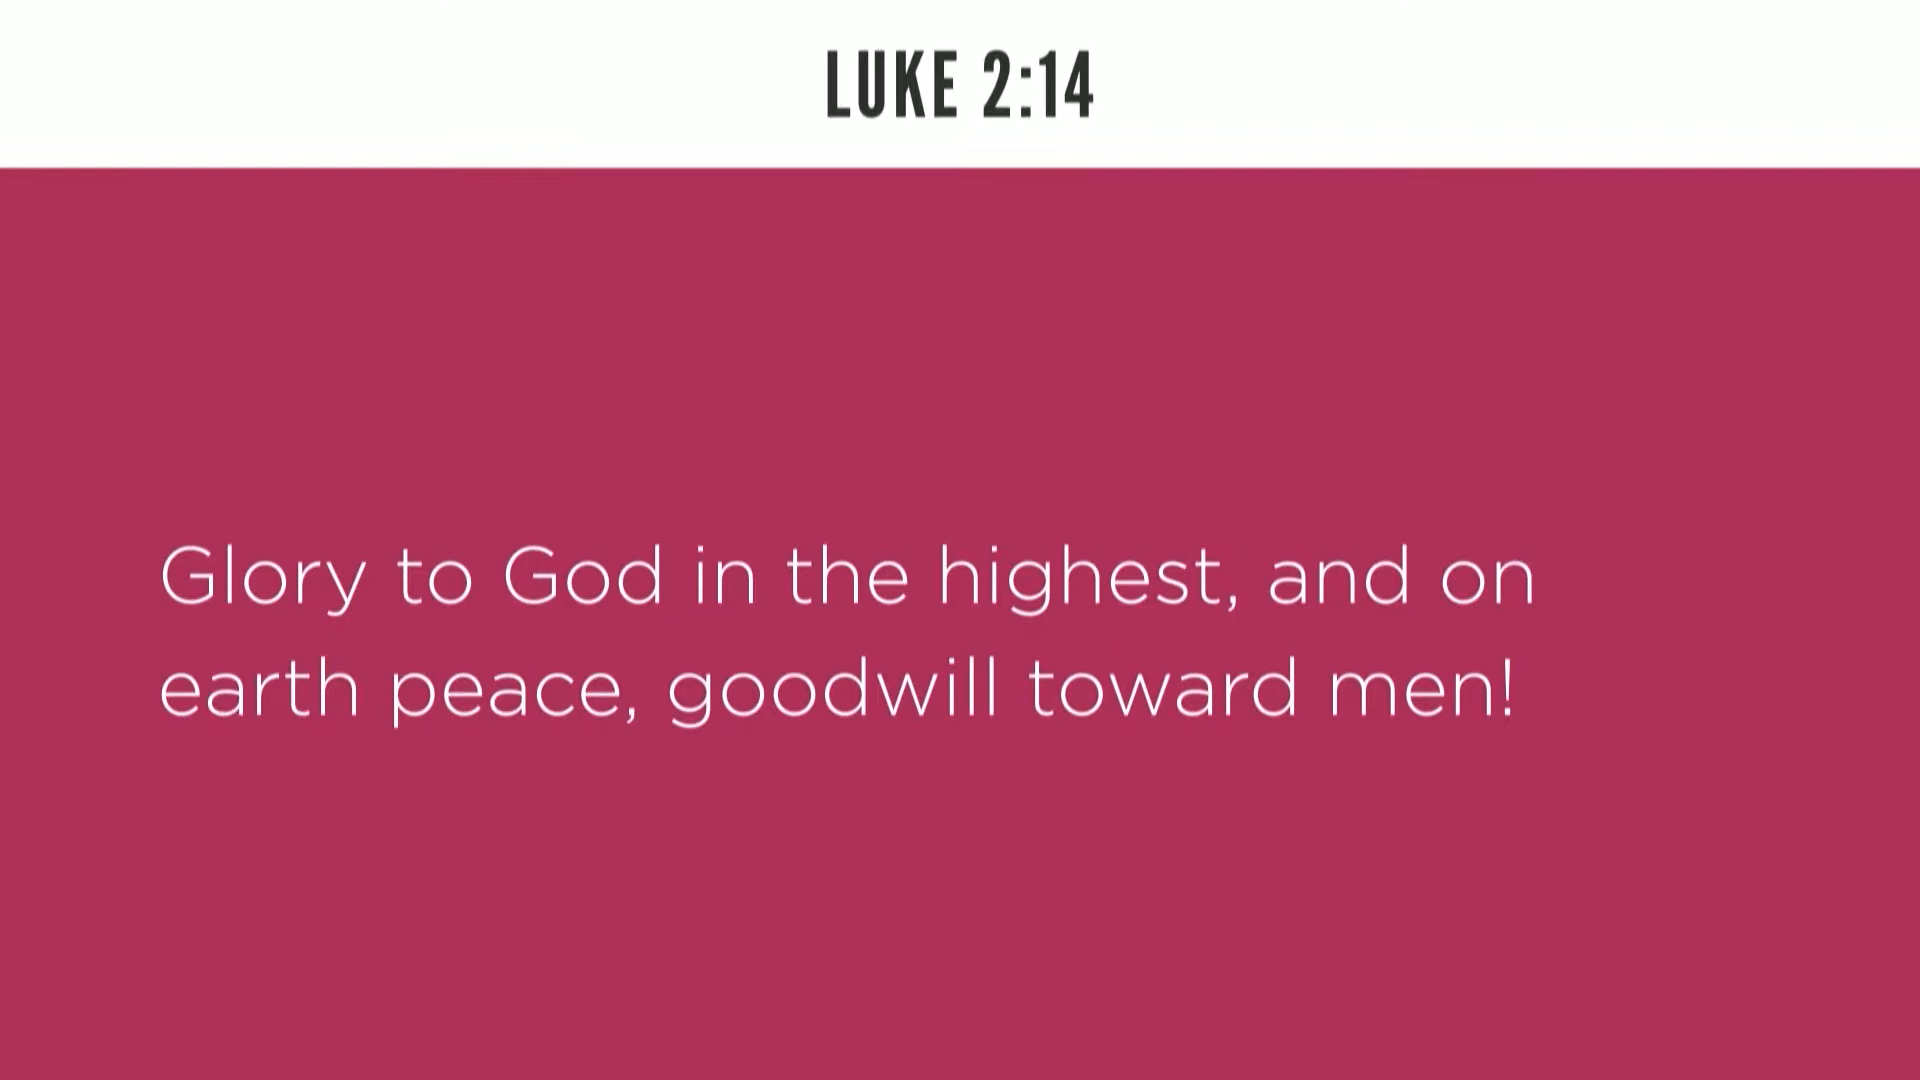 LUKE 2:14
Glory to God in the highest, and on
earth peace, goodwill toward men!